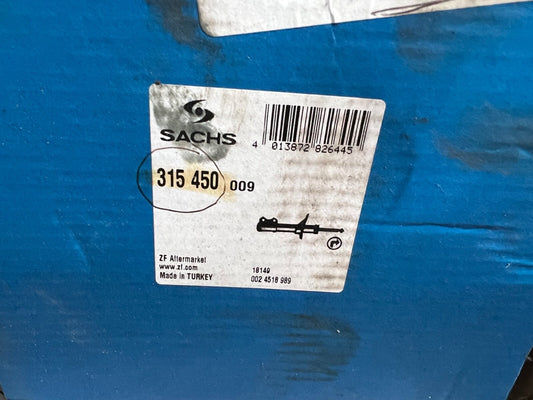 SACHS
4 013872 826445
315 450 009
ZF Aftermarket
www.zf.com
Made in TURKEY
18149
002 4518 989